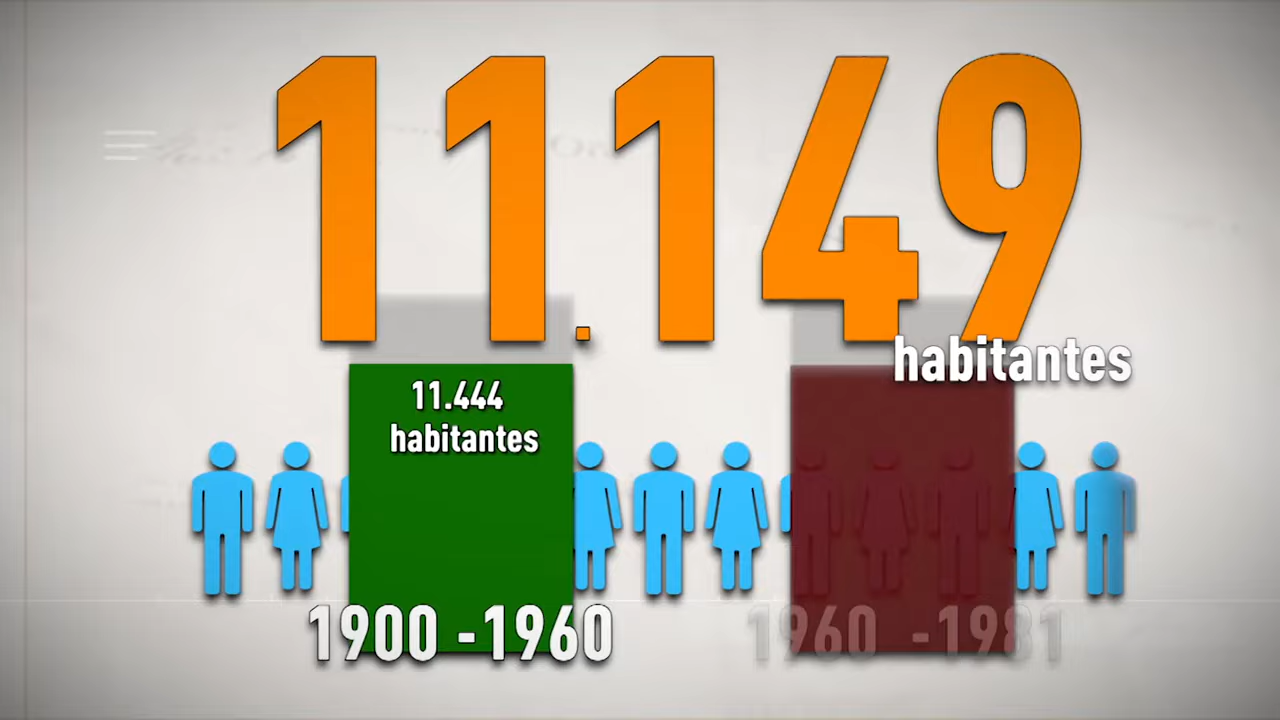 11.149
habitantes
11.444
habitantes
1900 -1960
1960 -1981